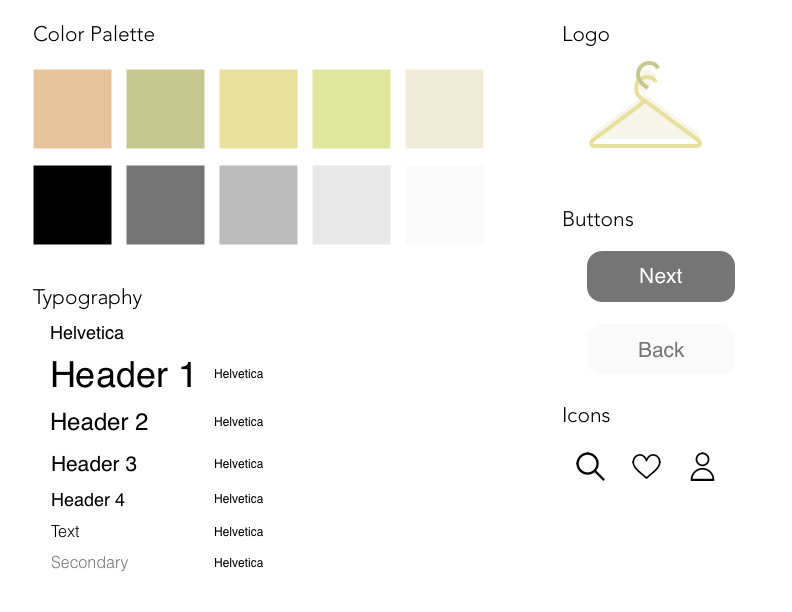 Color Palette
Typography
Helvetica
Header 1 Helvetica
Header 2 Helvetica
Header 3 Helvetica
Header 4 Helvetica
Text Helvetica
Secondary Helvetica
Logo
Buttons
Next
Back
Icons